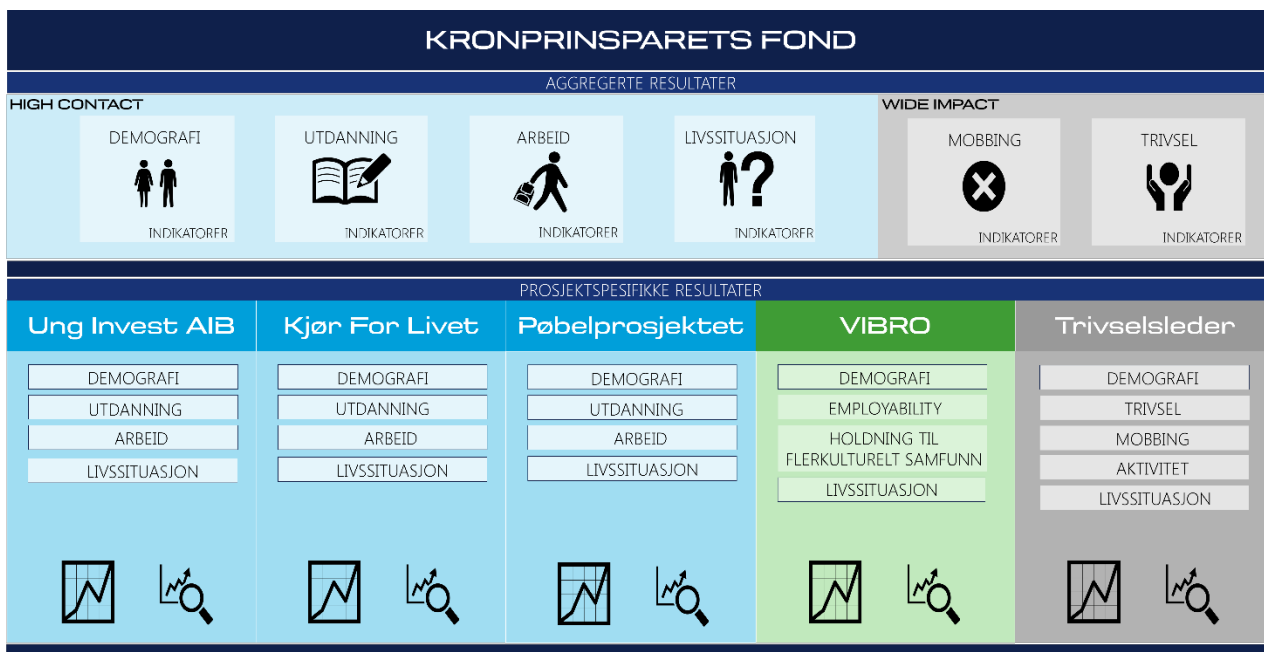 KRONPRINSPARETS FOND
AGGREGERTE RESULTATER
HIGH CONTACT
WIDE IMPACT
DEMOGRAFI
INDIKATORER
UTDANNING
INDIKATORER
ARBEID
INDIKATORER
LIVSSITUASJON
INDIKATORER
MOBBING
INDIKATORER
TRIVSEL
INDIKATORER
PROSJEKTSPESIFIKKE RESULTATER
Ung Invest AIB
DEMOGRAFI
UTDANNING
ARBEID
LIVSSITUASJON
Kjør For Livet
DEMOGRAFI
UTDANNING
ARBEID
LIVSSITUASJON
Pøbelprosjektet
DEMOGRAFI
UTDANNING
ARBEID
LIVSSITUASJON
VIBRO
DEMOGRAFI
EMPLOYABILITY
HOLDNING TIL
FLERKULTURELT SAMFUNN
LIVSSITUASJON
Trivselsleder
DEMOGRAFI
TRIVSEL
MOBBING
AKTIVITET
LIVSSITUASJON